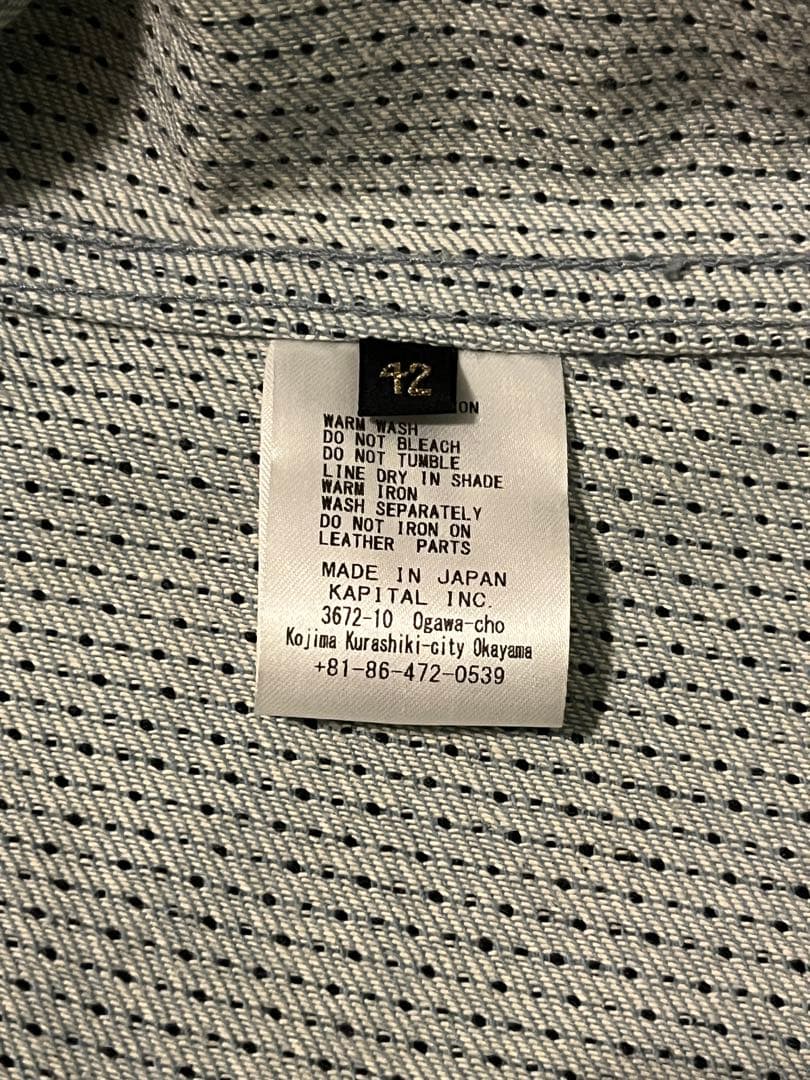 42
ON
WARM WASH
DO NOT BLEACH
DO NOT TUMBLE
LINE DRY IN SHADE
WARM IRON
WASH SEPARATELY
DO NOT IRON ON
LEATHER PARTS
MADE IN JAPAN
KAPITAL INC.
3672-10 Ogawa-cho
Kojima Kurashiki-city Okayama
+81-86-472-0539